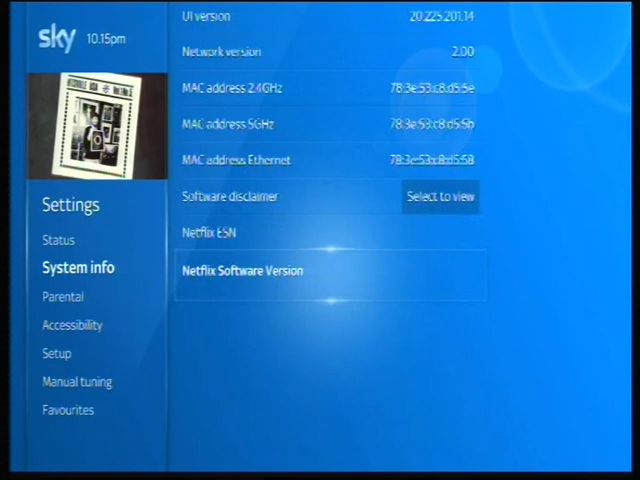 sky 10.15pm
Settings
Status
System info
Parental
Accessibility
Setup
Manual tuning
Favourites
UI version 20.225.201.14
Network version 2.00
MAC address 2.4GHz 78:3e:53:c8:d5:5e
MAC address 5GHz 78:3e:53:c8:d5:5b
MAC address Ethernet 78:3e:53:c8:d5:58
Software disclaimer Select to view
Netflix ESN
Netflix Software Version